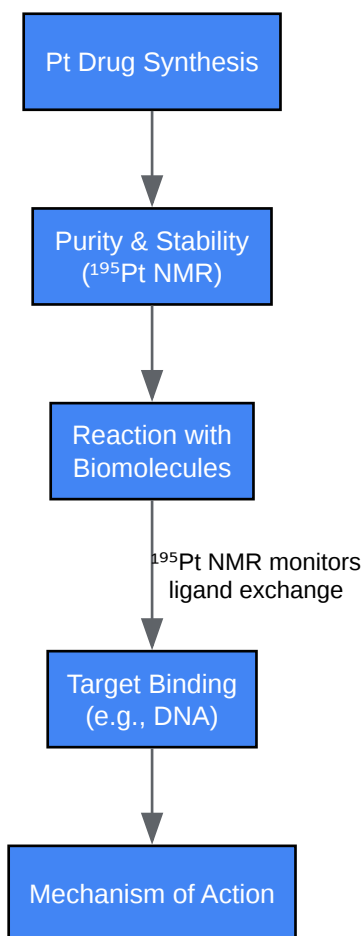 Pt Drug Synthesis
Purity & Stability
(¹⁹⁵Pt NMR)
Reaction with
Biomolecules
¹⁹⁵Pt NMR monitors
ligand exchange
Target Binding
(e.g., DNA)
Mechanism of Action